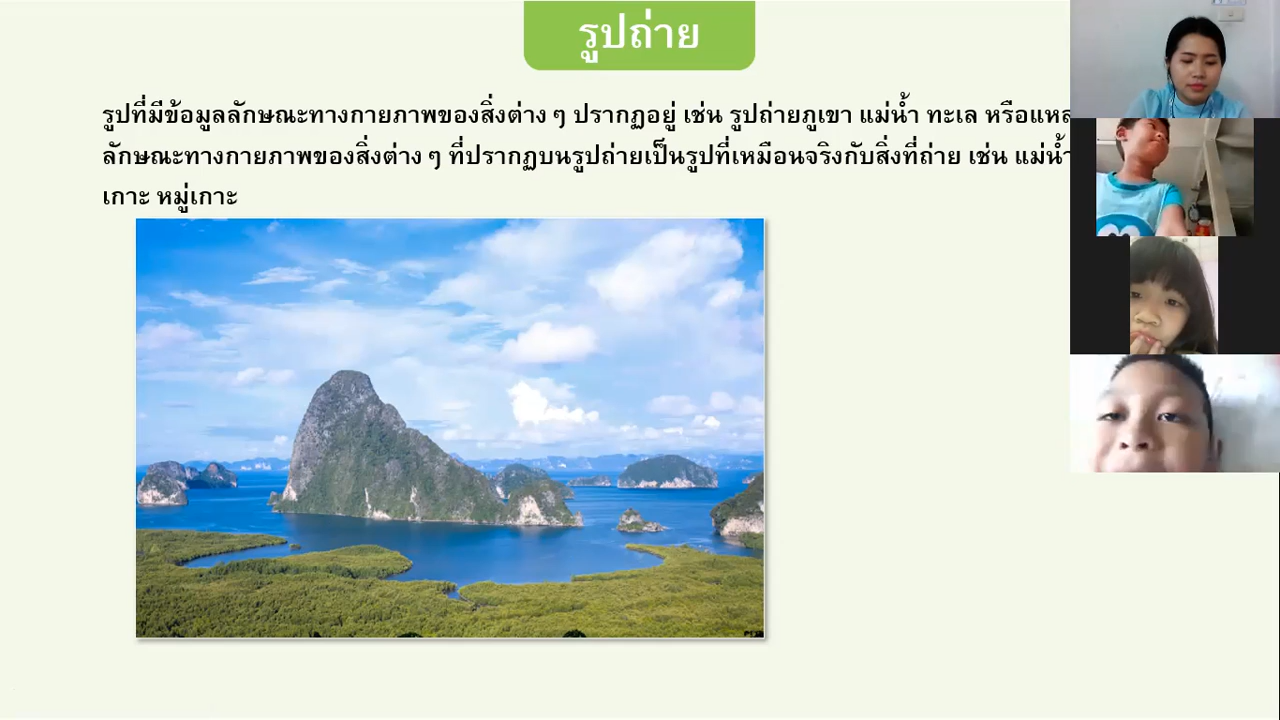 รูปถ่าย
รูปที่มีข้อมูลลักษณะทางกายภาพของสิ่งต่าง ๆ ปรากฏอยู่ เช่น รูปถ่ายภูเขา แม่น้ำ ทะเล หรือแหล
ลักษณะทางกายภาพของสิ่งต่าง ๆ ที่ปรากฏบนรูปถ่ายเป็นรูปที่เหมือนจริงกับสิ่งที่ถ่าย เช่น แม่น้ำ
เกาะ หมู่เกาะ